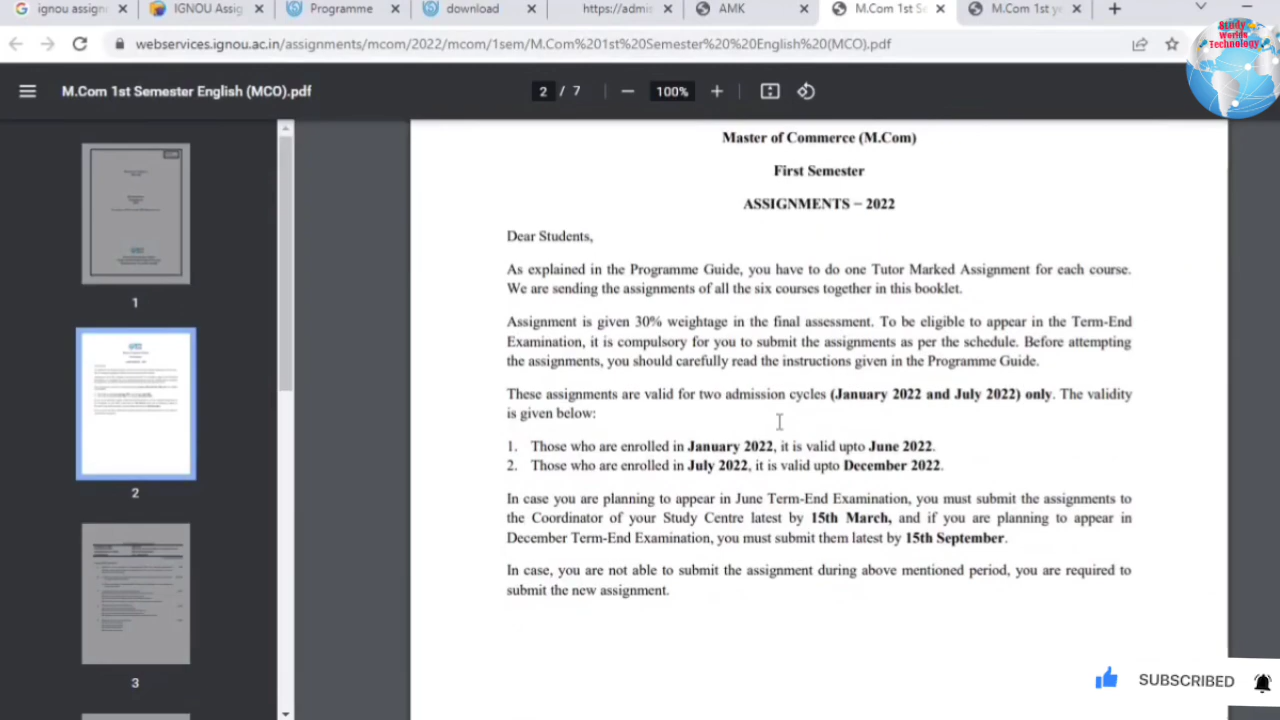 ignou assignm
IGNOU Assig
Programme
download
https://admis
AMK
M.Com 1st Se
M.Com 1st ye
Study
Worlds
Technology
webservices.ignou.ac.in/assignments/mcom/2022/mcom/1sem/M.Com%201st%20Semester%20%20English%20(MCO).pdf
M.Com 1st Semester English (MCO).pdf
2 / 7
100%
1
2
3
Master of Commerce (M.Com)
First Semester
ASSIGNMENTS – 2022
Dear Students,
As explained in the Programme Guide, you have to do one Tutor Marked Assignment for each course.
We are sending the assignments of all the six courses together in this booklet.
Assignment is given 30% weightage in the final assessment. To be eligible to appear in the Term-End
Examination, it is compulsory for you to submit the assignments as per the schedule. Before attempting
the assignments, you should carefully read the instructions given in the Programme Guide.
These assignments are valid for two admission cycles (January 2022 and July 2022) only. The validity
is given below:
1. Those who are enrolled in January 2022, it is valid upto June 2022.
2. Those who are enrolled in July 2022, it is valid upto December 2022.
In case you are planning to appear in June Term-End Examination, you must submit the assignments to
the Coordinator of your Study Centre latest by 15th March, and if you are planning to appear in
December Term-End Examination, you must submit them latest by 15th September.
In case, you are not able to submit the assignment during above mentioned period, you are required to
submit the new assignment.
SUBSCRIBED